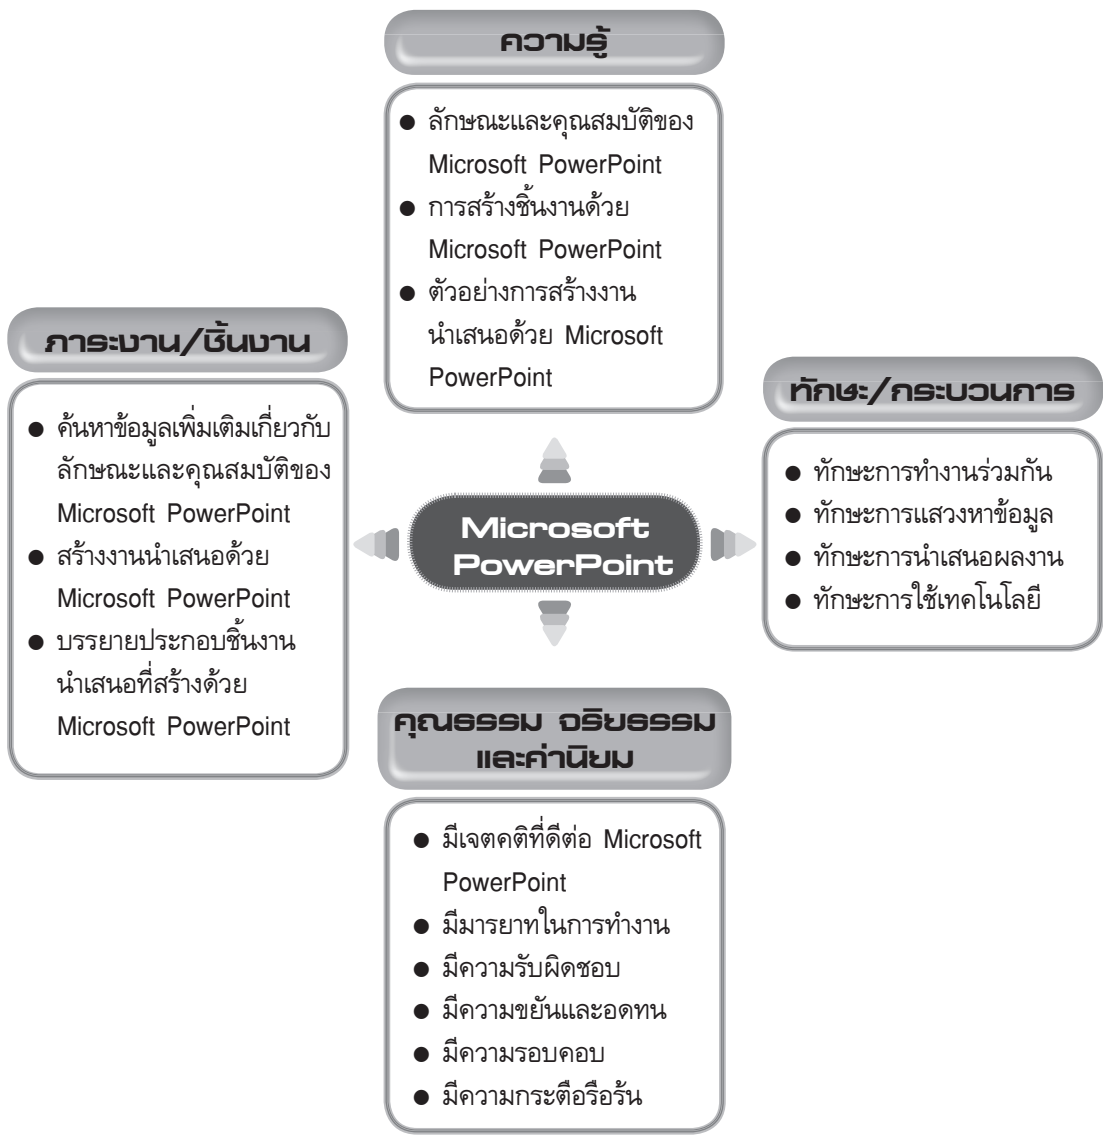 ความรู้
● ลักษณะและคุณสมบัติของ
Microsoft PowerPoint
● การสร้างชิ้นงานด้วย
Microsoft PowerPoint
● ตัวอย่างการสร้างงาน
นำเสนอด้วย Microsoft
PowerPoint
ภาระงาน/ชิ้นงาน
● ค้นหาข้อมูลเพิ่มเติมเกี่ยวกับ
ลักษณะและคุณสมบัติของ
Microsoft PowerPoint
● สร้างงานนำเสนอด้วย
Microsoft PowerPoint
● บรรยายประกอบชิ้นงาน
นำเสนอที่สร้างด้วย
Microsoft PowerPoint
Microsoft
PowerPoint
ทักษะ/กระบวนการ
● ทักษะการทำงานร่วมกัน
● ทักษะการแสวงหาข้อมูล
● ทักษะการนำเสนอผลงาน
● ทักษะการใช้เทคโนโลยี
คุณธรรม จริยธรรม
และค่านิยม
● มีเจตคติที่ดีต่อ Microsoft
PowerPoint
● มีมารยาทในการทำงาน
● มีความรับผิดชอบ
● มีความขยันและอดทน
● มีความรอบคอบ
● มีความกระตือรือร้น